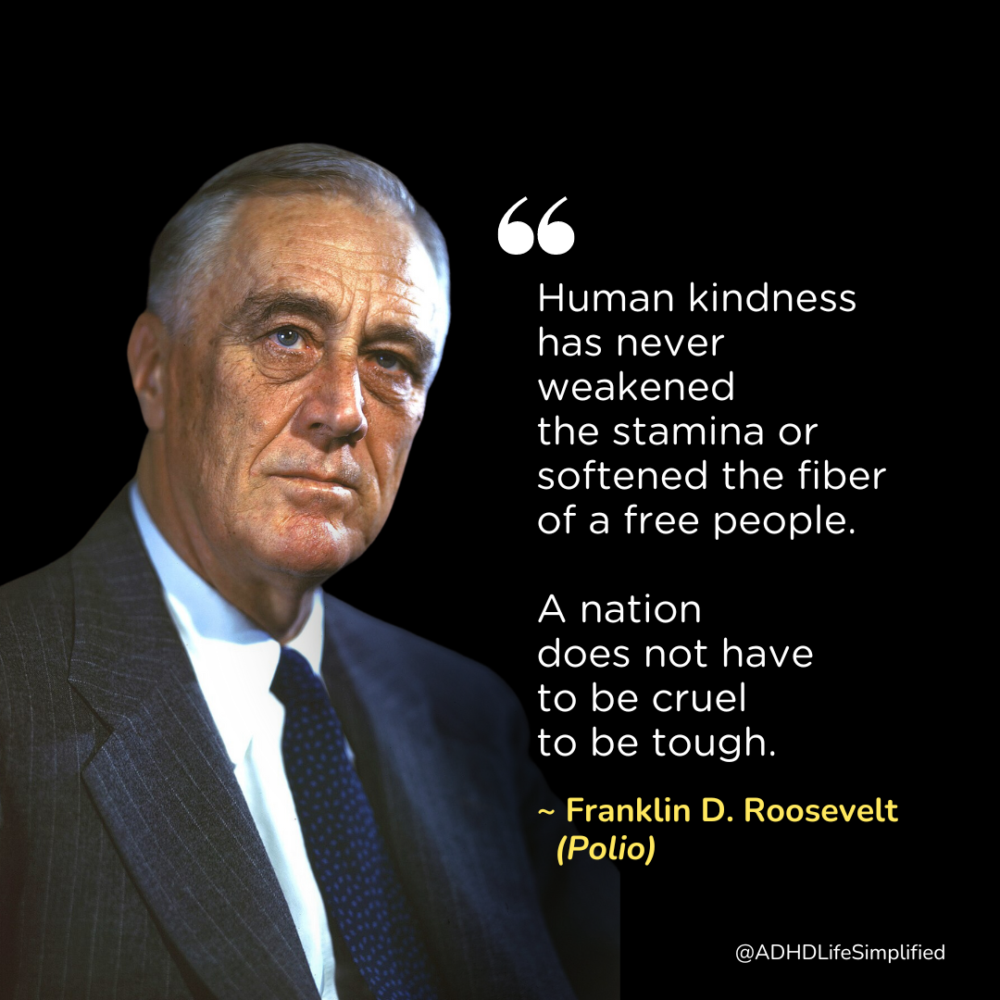 “
Human kindness
has never
weakened
the stamina or
softened the fiber
of a free people.
A nation
does not have
to be cruel
to be tough.
~ Franklin D. Roosevelt
(Polio)
@ADHDLifeSimplified